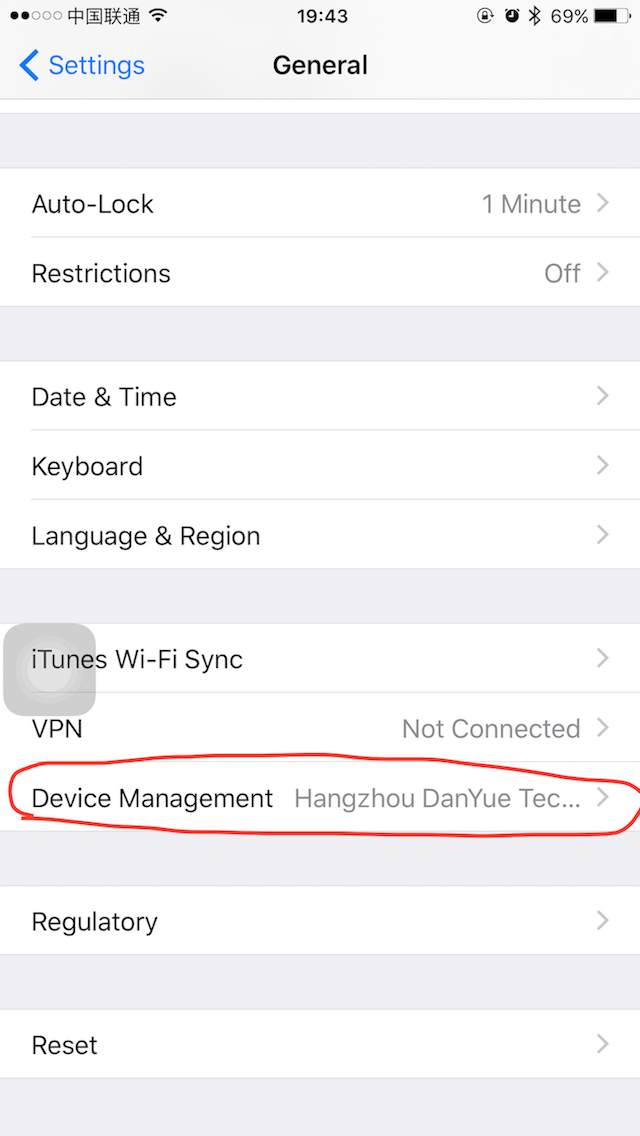 中国联通 19:43 69%
Settings General
Auto-Lock 1 Minute
Restrictions Off
Date & Time
Keyboard
Language & Region
iTunes Wi-Fi Sync
VPN Not Connected
Device Management Hangzhou DanYue Tec...
Regulatory
Reset